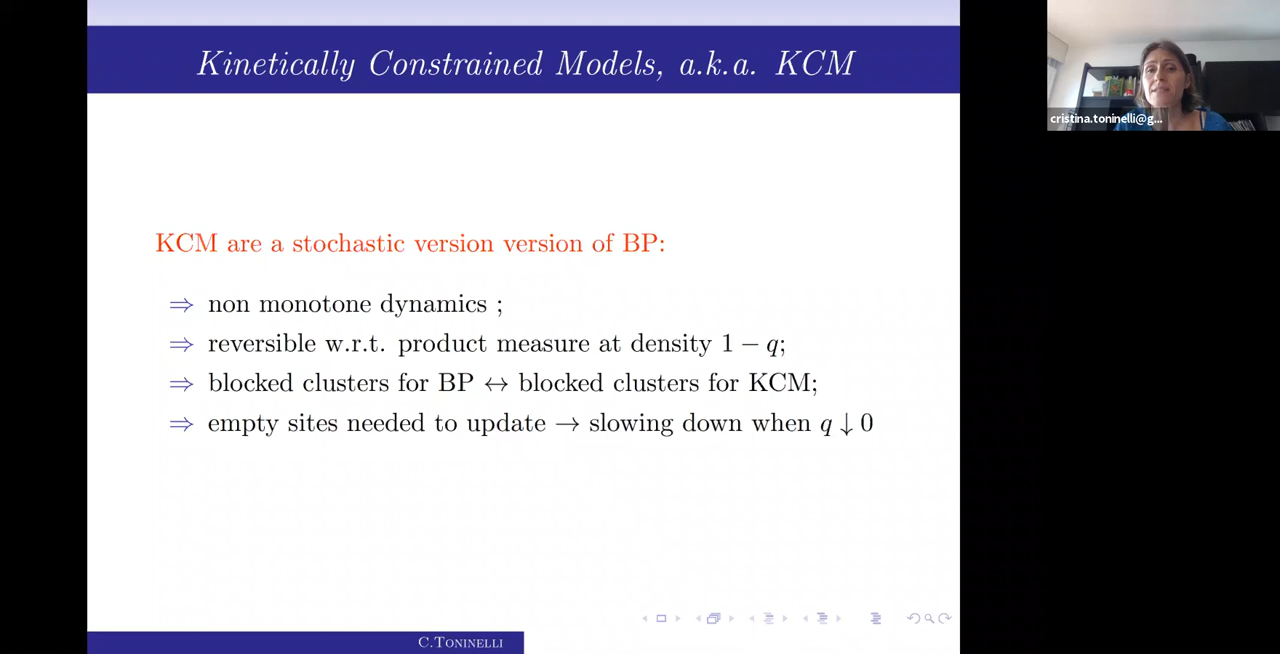 Kinetically Constrained Models, a.k.a. KCM
cristina.toninelli@g...
KCM are a stochastic version version of BP:
⇒ non monotone dynamics ;
⇒ reversible w.r.t. product measure at density 1 − q;
⇒ blocked clusters for BP ↔ blocked clusters for KCM;
⇒ empty sites needed to update → slowing down when q ↓ 0
C.Toninelli